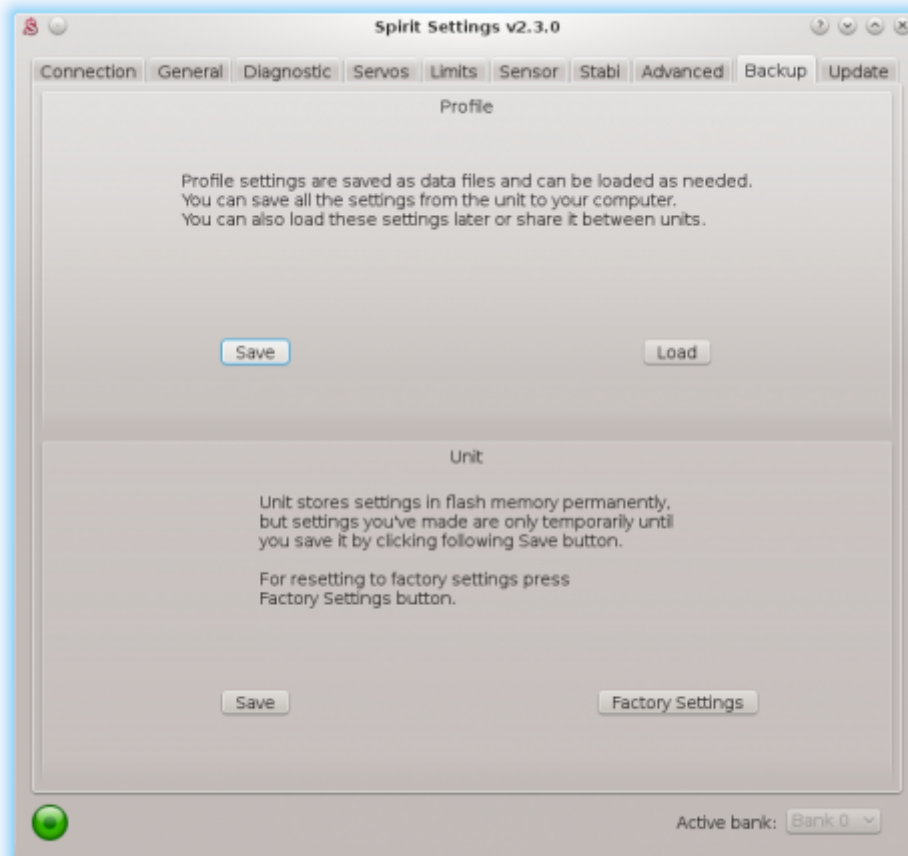 Spirit Settings v2.3.0
Connection General Diagnostic Servos Limits Sensor Stabi Advanced Backup Update
Profile
Profile settings are saved as data files and can be loaded as needed.
You can save all the settings from the unit to your computer.
You can also load these settings later or share it between units.
Save Load
Unit
Unit stores settings in flash memory permanently,
but settings you've made are only temporarily until
you save it by clicking following Save button.
For resetting to factory settings press
Factory Settings button.
Save Factory Settings
Active bank: Bank 0